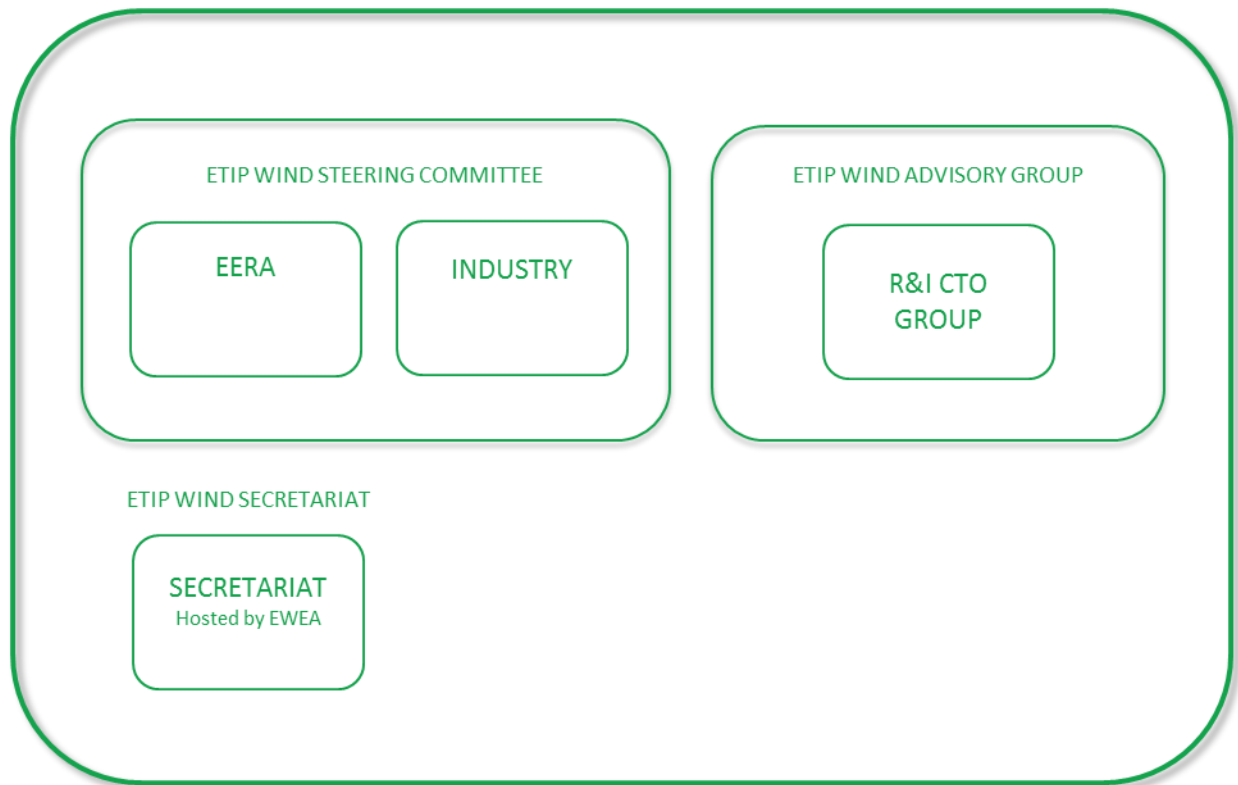 ETIP WIND STEERING COMMITTEE
EERA
INDUSTRY
ETIP WIND ADVISORY GROUP
R&I CTO
GROUP
ETIP WIND SECRETARIAT
SECRETARIAT
Hosted by EWEA